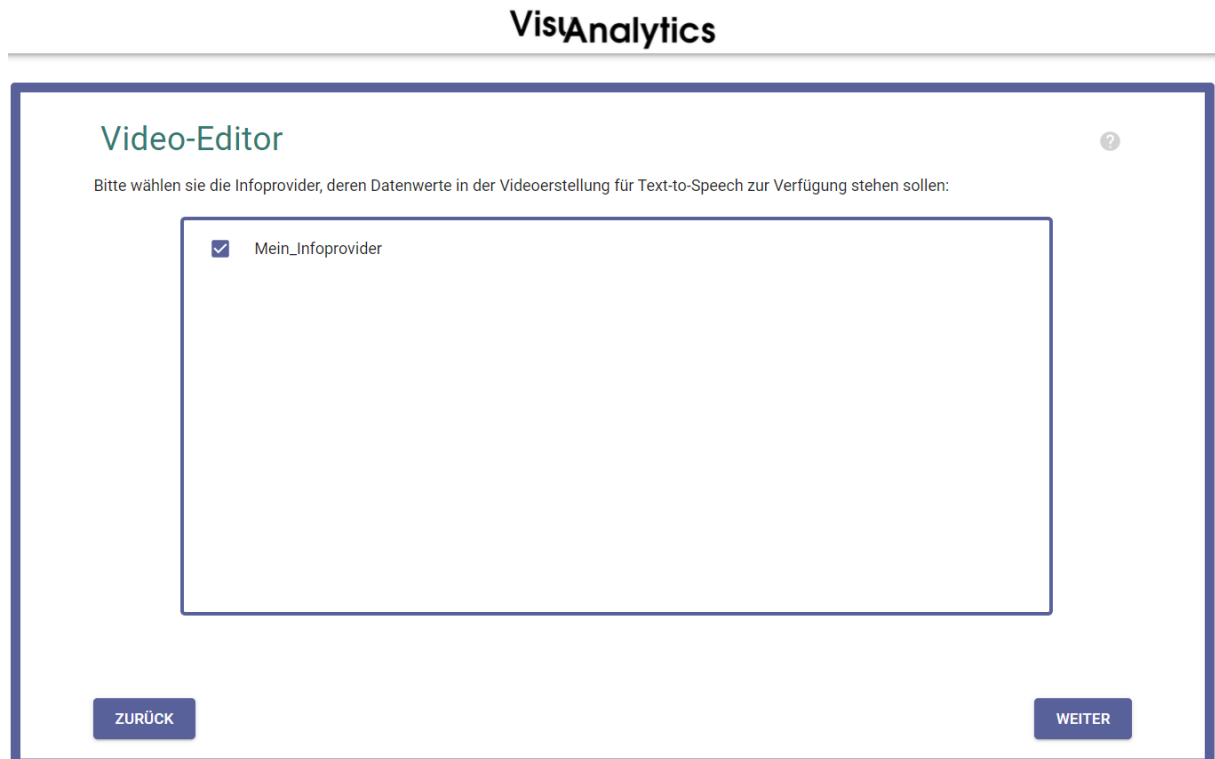 VisuAnalytics
Video-Editor
?
Bitte wählen sie die Infoprovider, deren Datenwerte in der Videoerstellung für Text-to-Speech zur Verfügung stehen sollen:
Mein_Infoprovider
ZURÜCK
WEITER